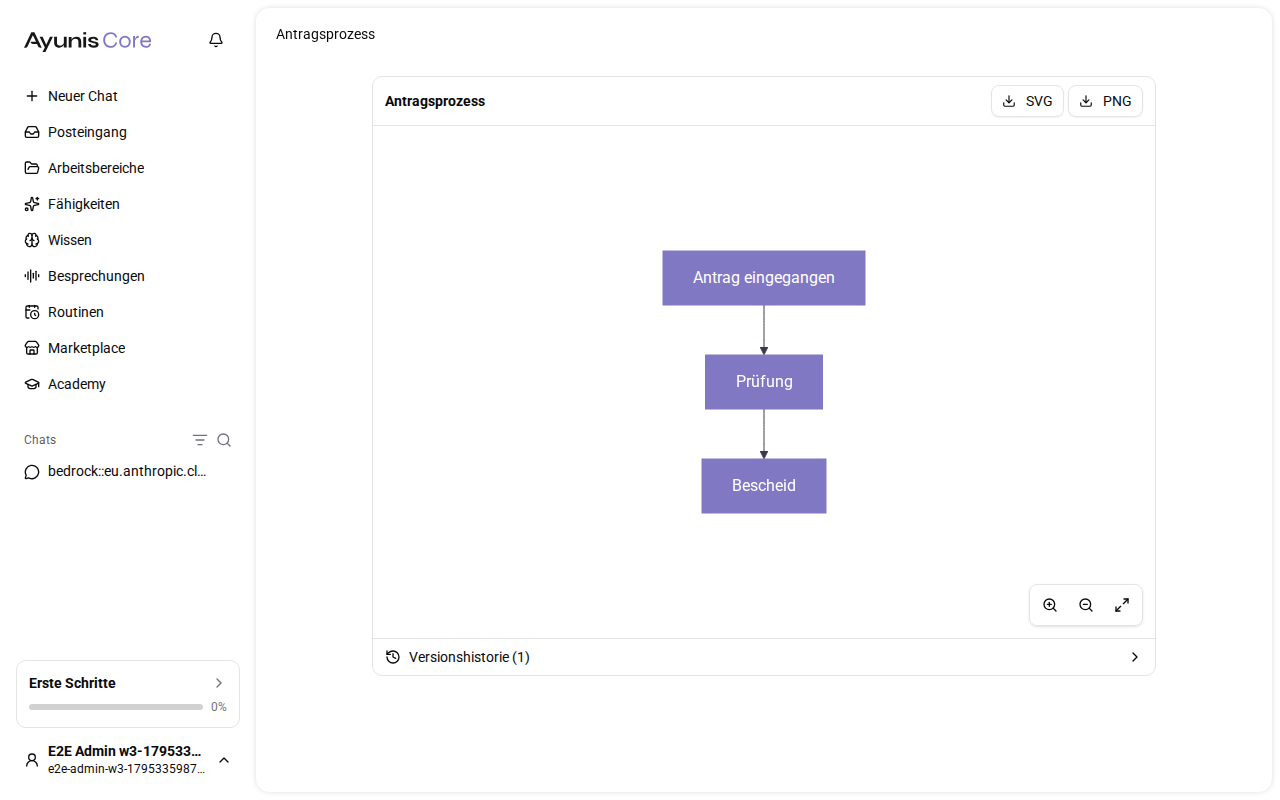 Ayunis Core
Neuer Chat
Posteingang
Arbeitsbereiche
Fähigkeiten
Wissen
Besprechungen
Routinen
Marketplace
Academy
Chats
bedrock::eu.anthropic.cl...
Erste Schritte
0%
E2E Admin w3-179533...
e2e-admin-w3-1795335987...
Antragsprozess
Antragsprozess
SVG
PNG
Antrag eingegangen
Prüfung
Bescheid
Versionshistorie (1)